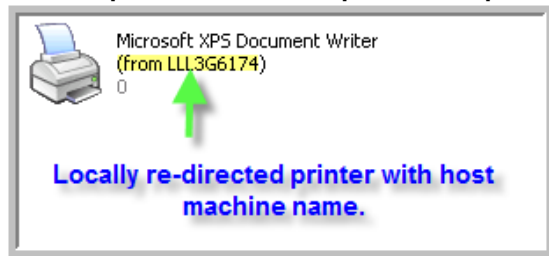 Microsoft XPS Document Writer
(from LLL3G6174)
0
Locally re-directed printer with host
machine name.